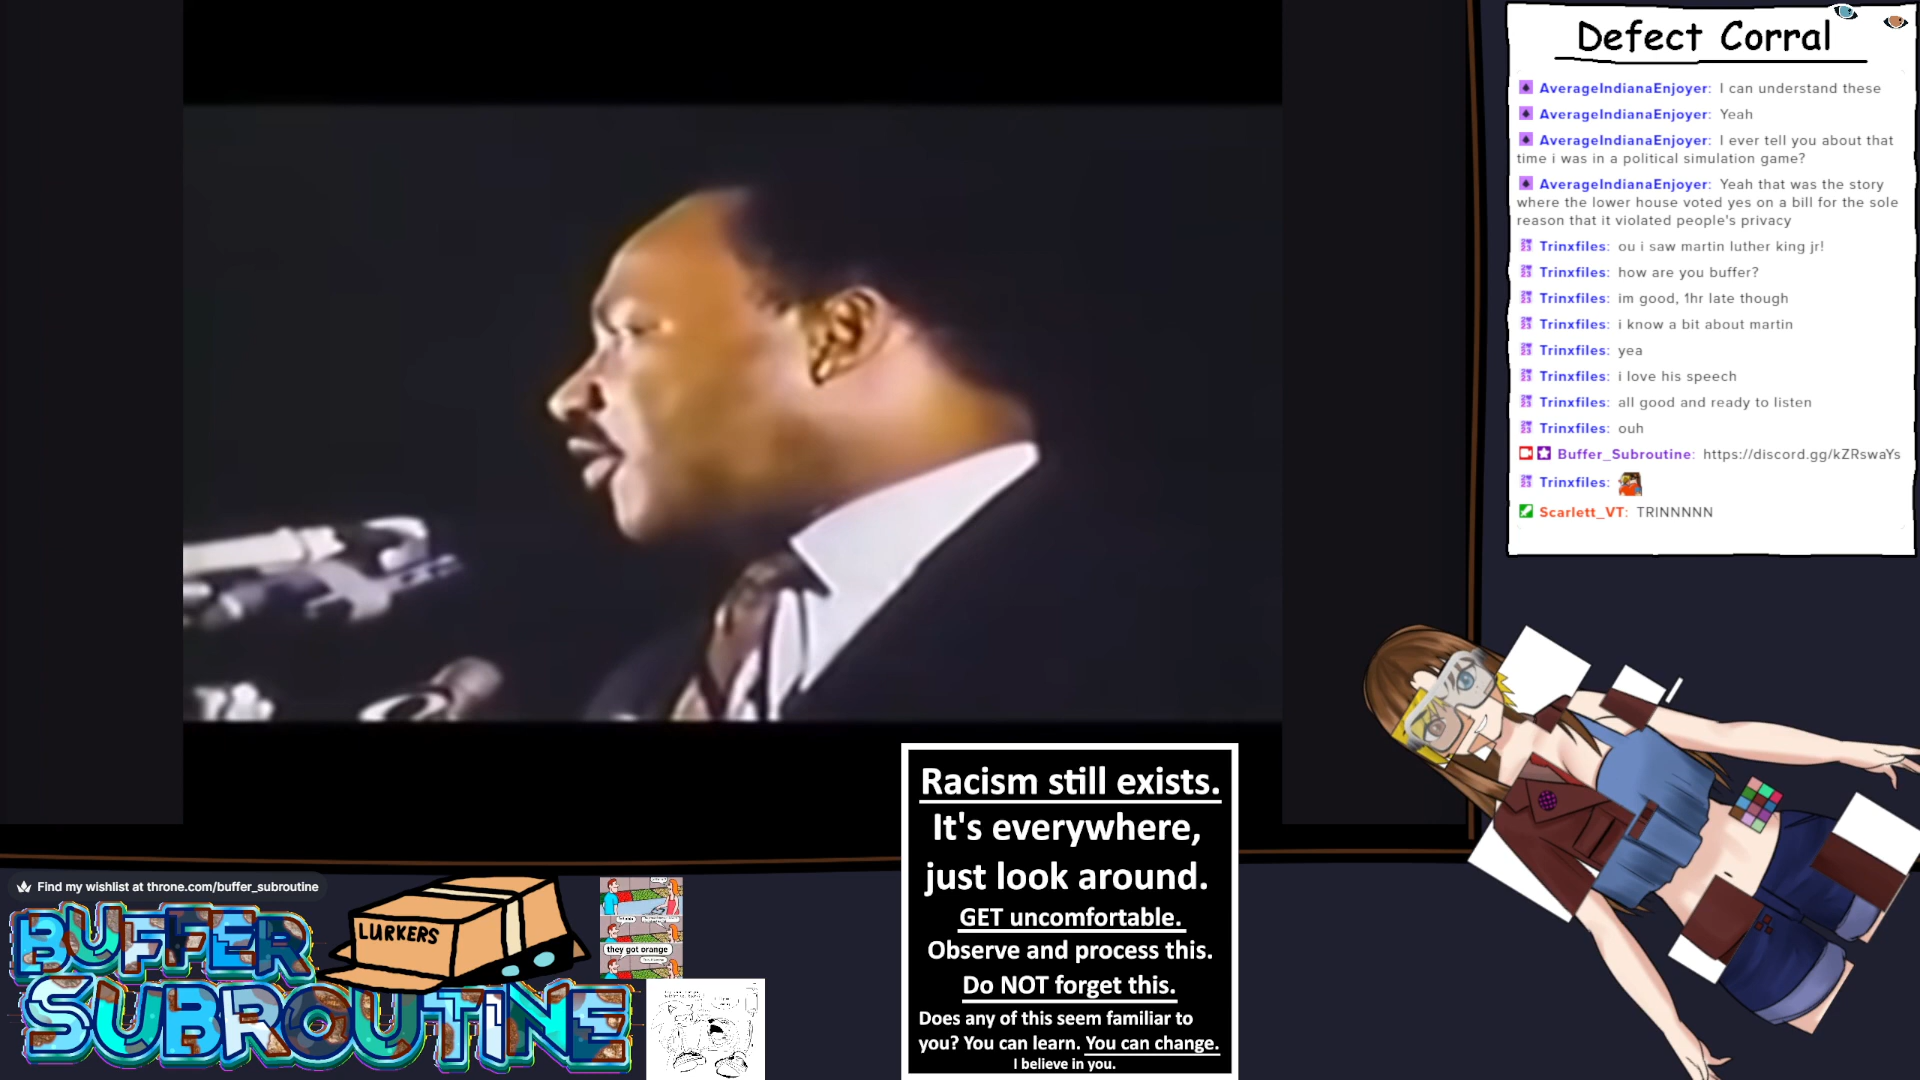 Defect Corral
AverageIndianaEnjoyer: I can understand these
AverageIndianaEnjoyer: Yeah
AverageIndianaEnjoyer: I ever tell you about that
time i was in a political simulation game?
AverageIndianaEnjoyer: Yeah that was the story
where the lower house voted yes on a bill for the sole
reason that it violated people's privacy
Trinxfiles: ou i saw martin luther king jr!
Trinxfiles: how are you buffer?
Trinxfiles: im good, 1hr late though
Trinxfiles: i know a bit about martin
Trinxfiles: yea
Trinxfiles: i love his speech
Trinxfiles: all good and ready to listen
Trinxfiles: ouh
Buffer_Subroutine: https://discord.gg/kZRswaYs
Trinxfiles:
Scarlett_VT: TRINNNNN
Racism still exists.
It's everywhere,
just look around.
GET uncomfortable.
Observe and process this.
Do NOT forget this.
Does any of this seem familiar to
you? You can learn. You can change.
I believe in you.
Find my wishlist at throne.com/buffer_subroutine
BUFFER
SUBROUTINE
LURKERS
they got orange